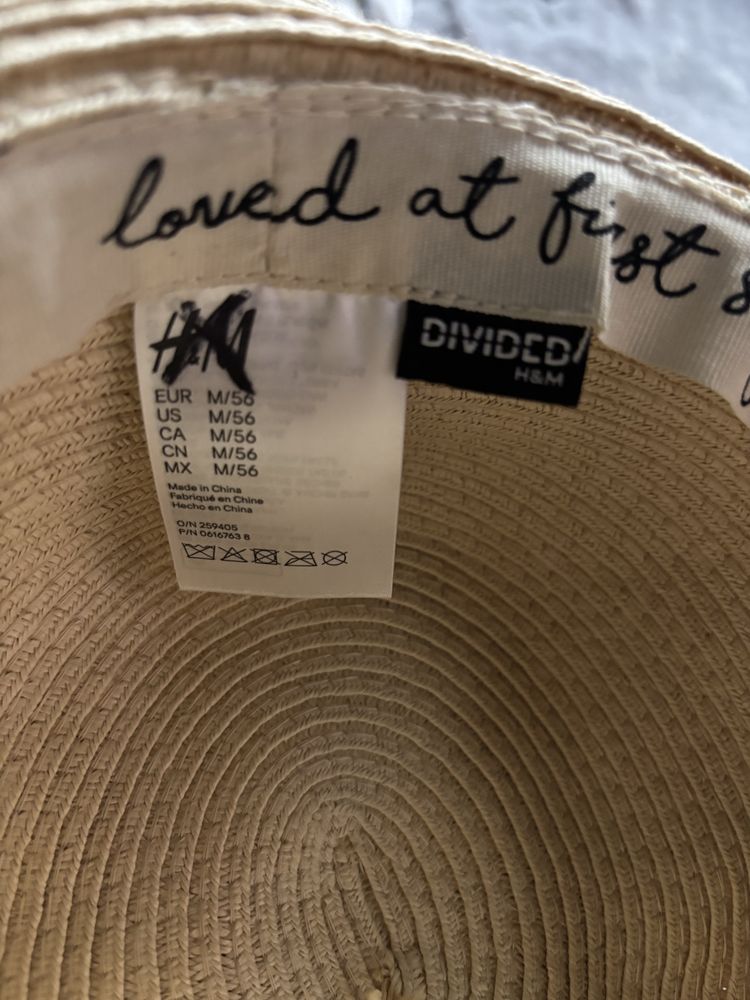 loved at first
H&M
DIVIDED
H&M
EUR M/56
US M/56
CA M/56
CN M/56
MX M/56
Made in China
Fabriqué en Chine
Hecho en China
O/N 259405
P/N 0616763 8